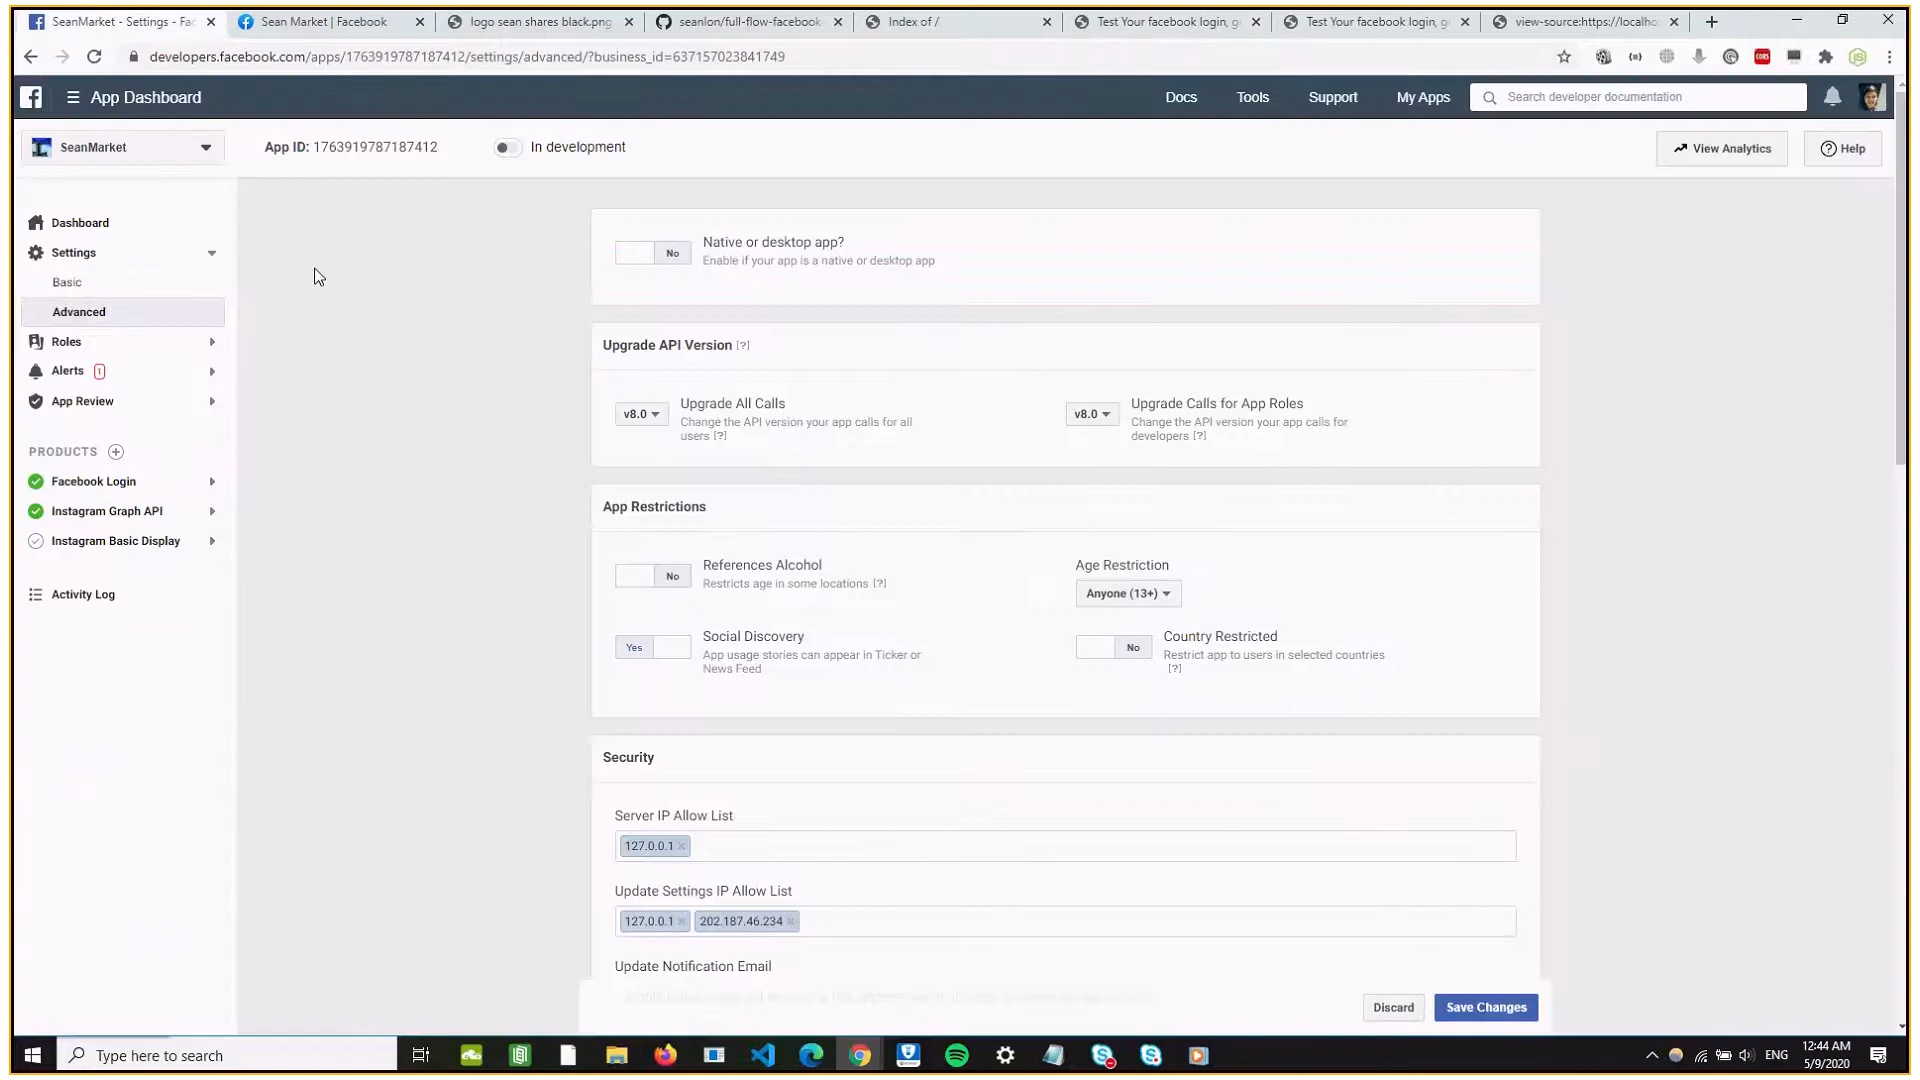 SeanMarket - Settings - Fac
Sean Market | Facebook
logo sean shares black.png
seanlon/full-flow-facebook
Index of /
Test Your facebook login, g
Test Your facebook login, g
view-source:https://localho
developers.facebook.com/apps/1763919787187412/settings/advanced/?business_id=637157023841749
CORS
App Dashboard
Docs
Tools
Support
My Apps
Search developer documentation
SeanMarket
App ID: 1763919787187412
In development
View Analytics
Help
Dashboard
Settings
Basic
Advanced
Roles
Alerts 1
App Review
PRODUCTS
Facebook Login
Instagram Graph API
Instagram Basic Display
Activity Log
No
Native or desktop app?
Enable if your app is a native or desktop app
Upgrade API Version [?]
v8.0
Upgrade All Calls
Change the API version your app calls for all
users [?]
v8.0
Upgrade Calls for App Roles
Change the API version your app calls for
developers [?]
App Restrictions
No
References Alcohol
Restricts age in some locations [?]
Age Restriction
Anyone (13+)
Yes
Social Discovery
App usage stories can appear in Ticker or
News Feed
No
Country Restricted
Restrict app to users in selected countries
[?]
Security
Server IP Allow List
127.0.0.1
Update Settings IP Allow List
127.0.0.1
202.187.46.234
Update Notification Email
Discard
Save Changes
Type here to search
ENG
12:44 AM
5/9/2020